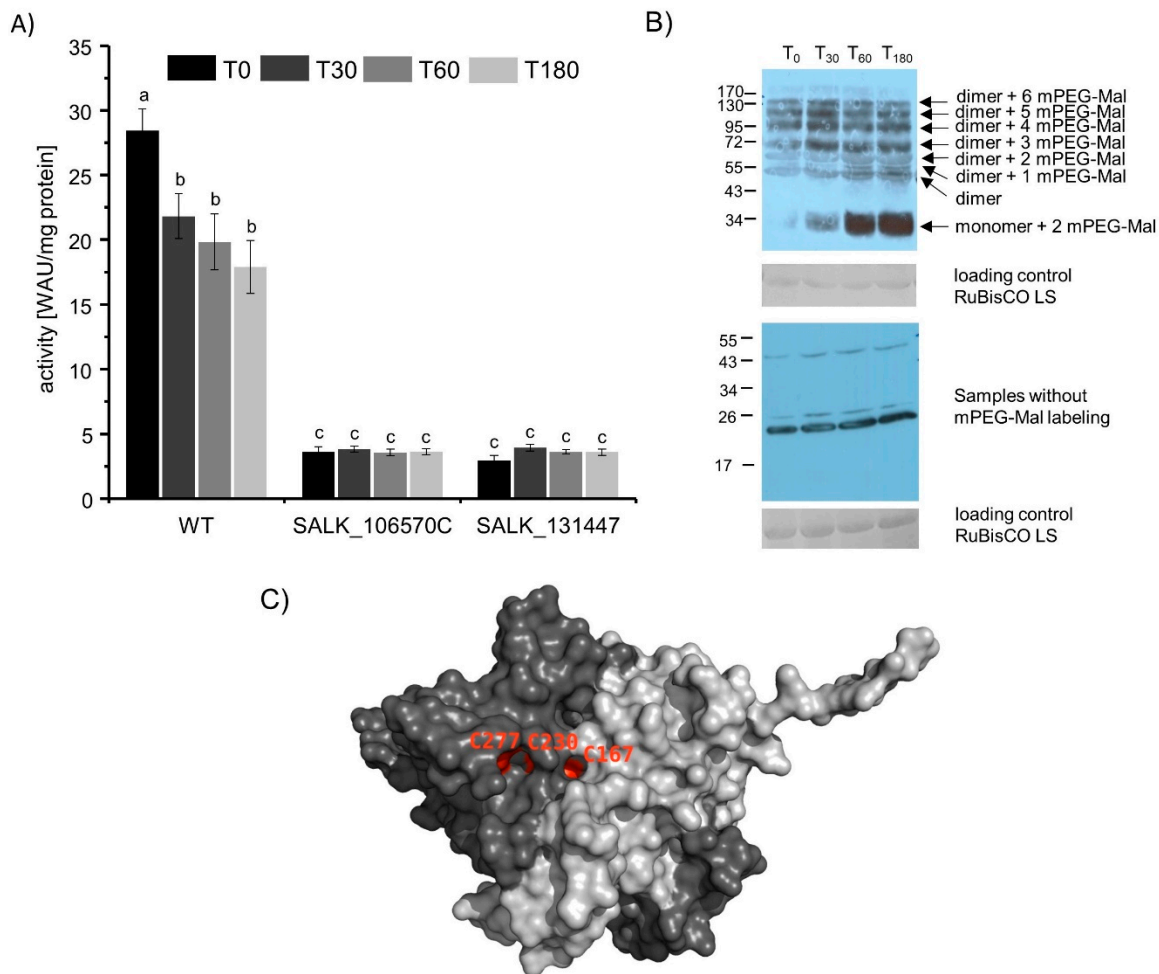 A)
T0 T30 T60 T180
activity [WAU/mg protein]
35
30
25
20
15
10
5
0
a
b
b
b
c c c c
c c c c
WT SALK_106570C SALK_131447
B)
T0 T30 T60 T180
170
130
95
72
55
43
34
dimer + 6 mPEG-Mal
dimer + 5 mPEG-Mal
dimer + 4 mPEG-Mal
dimer + 3 mPEG-Mal
dimer + 2 mPEG-Mal
dimer + 1 mPEG-Mal
dimer
monomer + 2 mPEG-Mal
loading control
RuBisCO LS
55
43
34
26
17
Samples without
mPEG-Mal labeling
loading control
RuBisCO LS
C)
C277 C230 C167